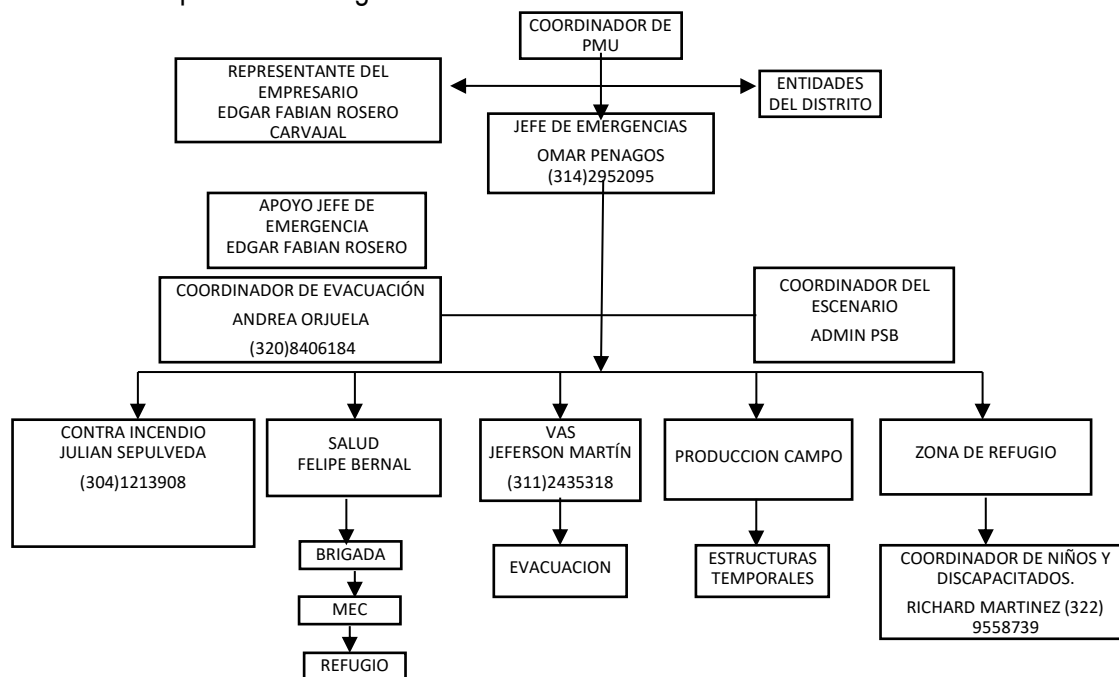 COORDINADOR DE
PMU
REPRESENTANTE DEL
EMPRESARIO
EDGAR FABIAN ROSERO
CARVAJAL
ENTIDADES
DEL DISTRITO
JEFE DE EMERGENCIAS
OMAR PENAGOS
(314)2952095
APOYO JEFE DE
EMERGENCIA
EDGAR FABIAN ROSERO
COORDINADOR DE EVACUACIÓN
ANDREA ORJUELA
(320)8406184
COORDINADOR DEL
ESCENARIO
ADMIN PSB
CONTRA INCENDIO
JULIAN SEPULVEDA
(304)1213908
SALUD
FELIPE BERNAL
VAS
JEFERSON MARTÍN
(311)2435318
PRODUCCION CAMPO
ZONA DE REFUGIO
BRIGADA
MEC
REFUGIO
EVACUACION
ESTRUCTURAS
TEMPORALES
COORDINADOR DE NIÑOS Y
DISCAPACITADOS.
RICHARD MARTINEZ (322)
9558739